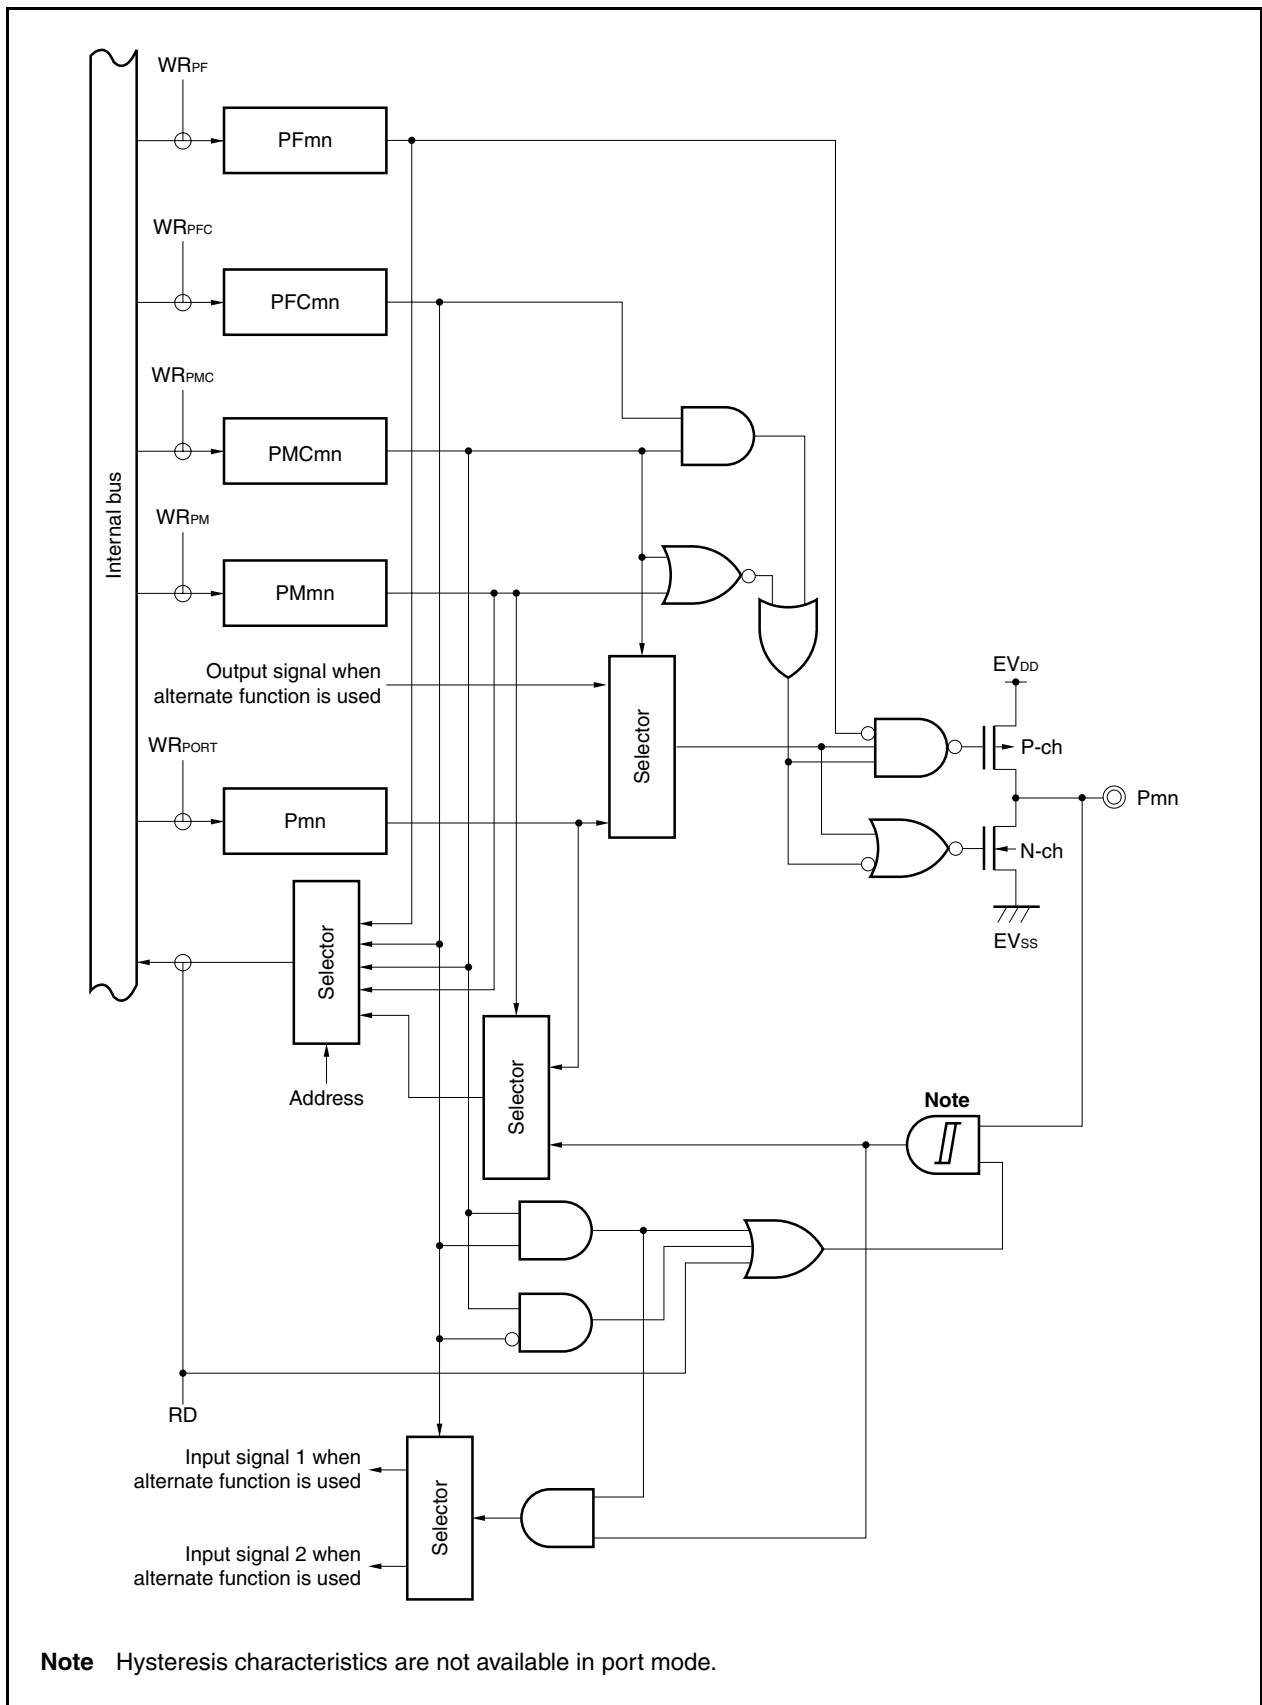 WRPF
PFmn
WRPFC
PFCmn
WRPMC
PMCmn
Internal bus
WRPM
PMmn
Output signal when
alternate function is used
EVDD
Selector
P-ch
WRPORT
Pmn
Pmn
N-ch
EVSS
Selector
Address
Selector
Note
RD
Input signal 1 when
alternate function is used
Selector
Input signal 2 when
alternate function is used
Note Hysteresis characteristics are not available in port mode.